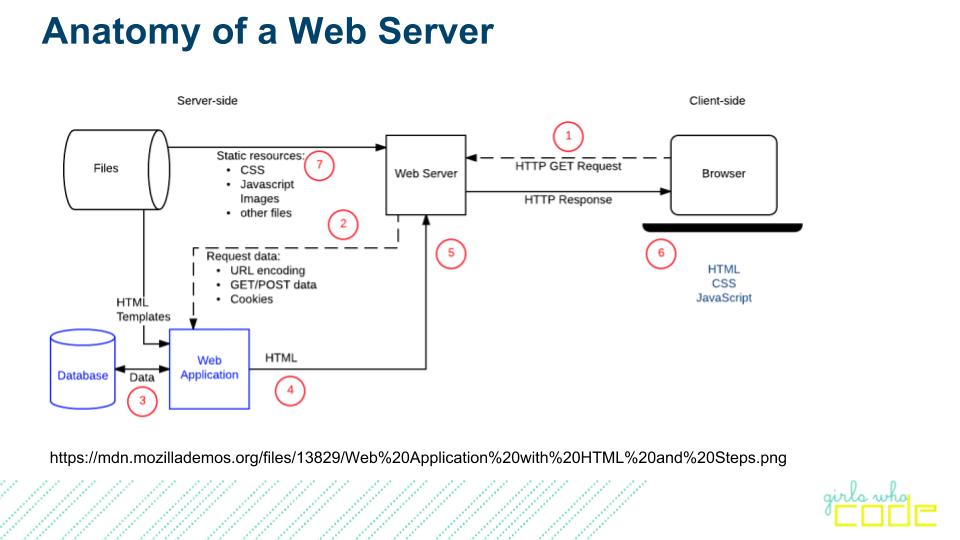 Anatomy of a Web Server
Server-side
Client-side
Files
Static resources:
• CSS
• Javascript
Images
• other files
7
Web Server
1
HTTP GET Request
HTTP Response
Browser
2
Request data:
• URL encoding
• GET/POST data
• Cookies
5
6
HTML
CSS
JavaScript
HTML
Templates
Database
Data
3
Web
Application
HTML
4
https://mdn.mozillademos.org/files/13829/Web%20Application%20with%20HTML%20and%20Steps.png
girls who
CODE